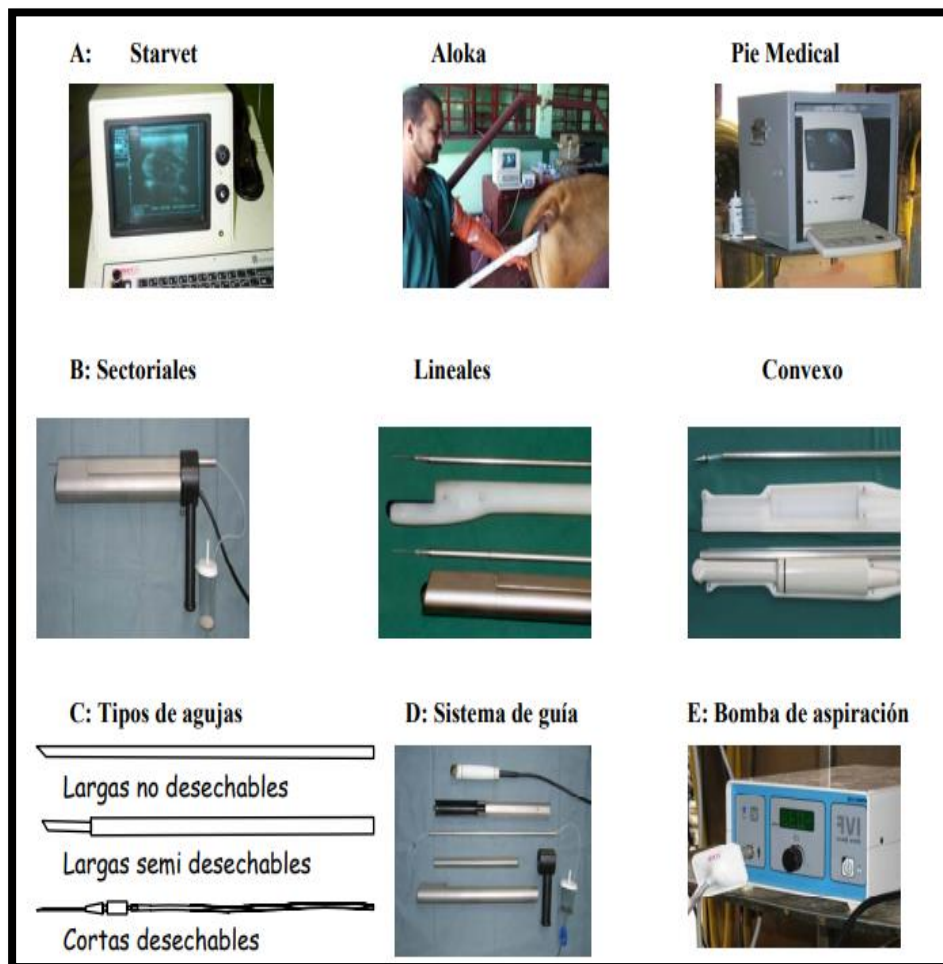 A: Starvet Aloka Pie Medical
B: Sectoriales Lineales Convexo
C: Tipos de agujas D: Sistema de guía E: Bomba de aspiración
Largas no desechables
Largas semi desechables
Cortas desechables